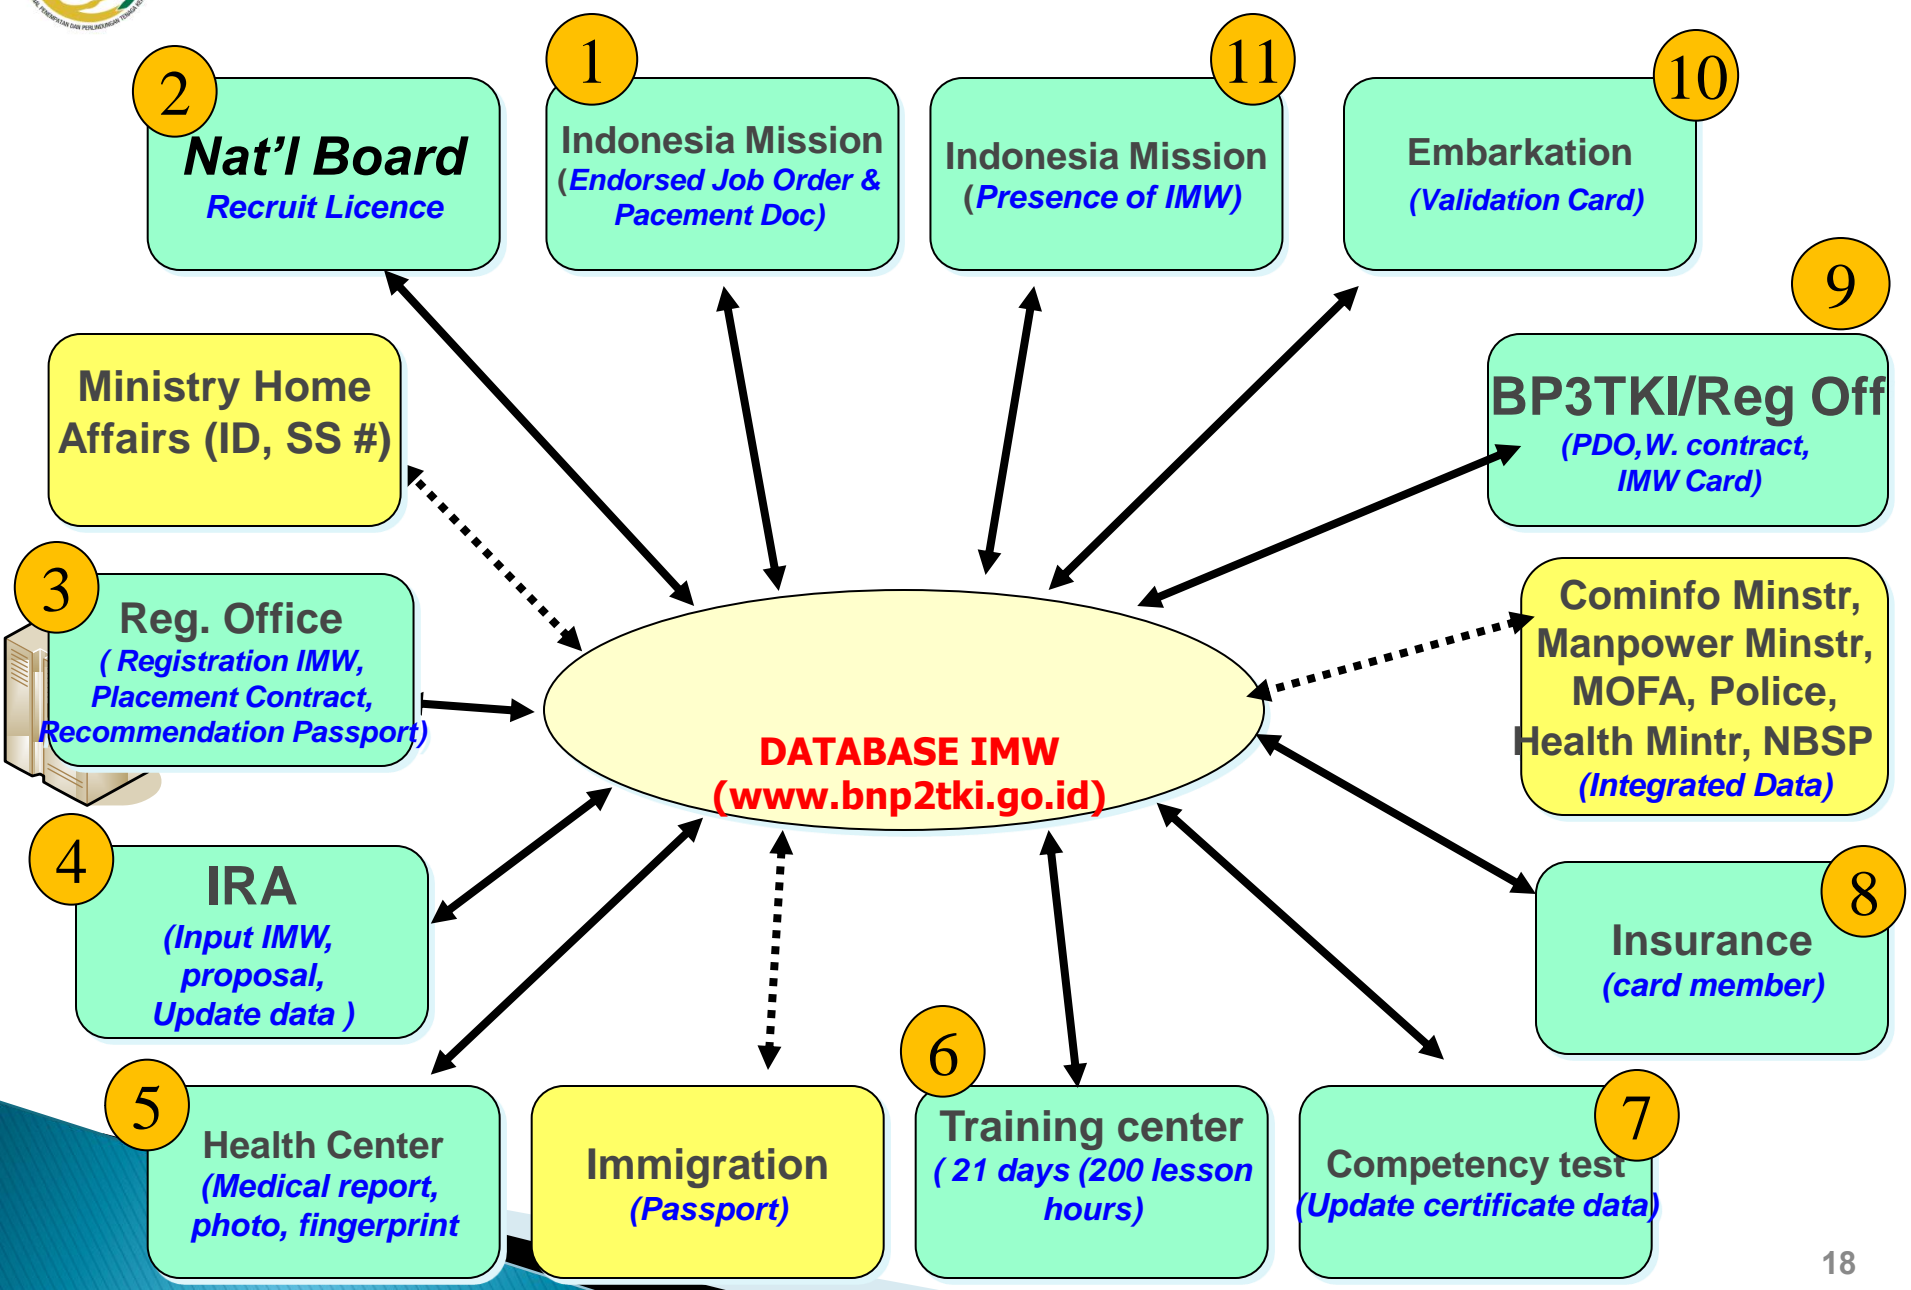 PENEMPATAN DAN PERLINDUNGAN
2
Nat’l Board
Recruit Licence
1
Indonesia Mission
(Endorsed Job Order &
Pacement Doc)
11
Indonesia Mission
(Presence of IMW)
10
Embarkation
(Validation Card)
9
BP3TKI/Reg Off
(PDO,W. contract,
IMW Card)
Ministry Home
Affairs (ID, SS #)
3
Reg. Office
( Registration IMW,
Placement Contract,
Recommendation Passport)
Cominfo Minstr,
Manpower Minstr,
MOFA, Police,
Health Mintr, NBSP
(Integrated Data)
DATABASE IMW
(www.bnp2tki.go.id)
4
IRA
(Input IMW,
proposal,
Update data )
8
Insurance
(card member)
5
Health Center
(Medical report,
photo, fingerprint
Immigration
(Passport)
6
Training center
( 21 days (200 lesson
hours)
7
Competency test
(Update certificate data)
18